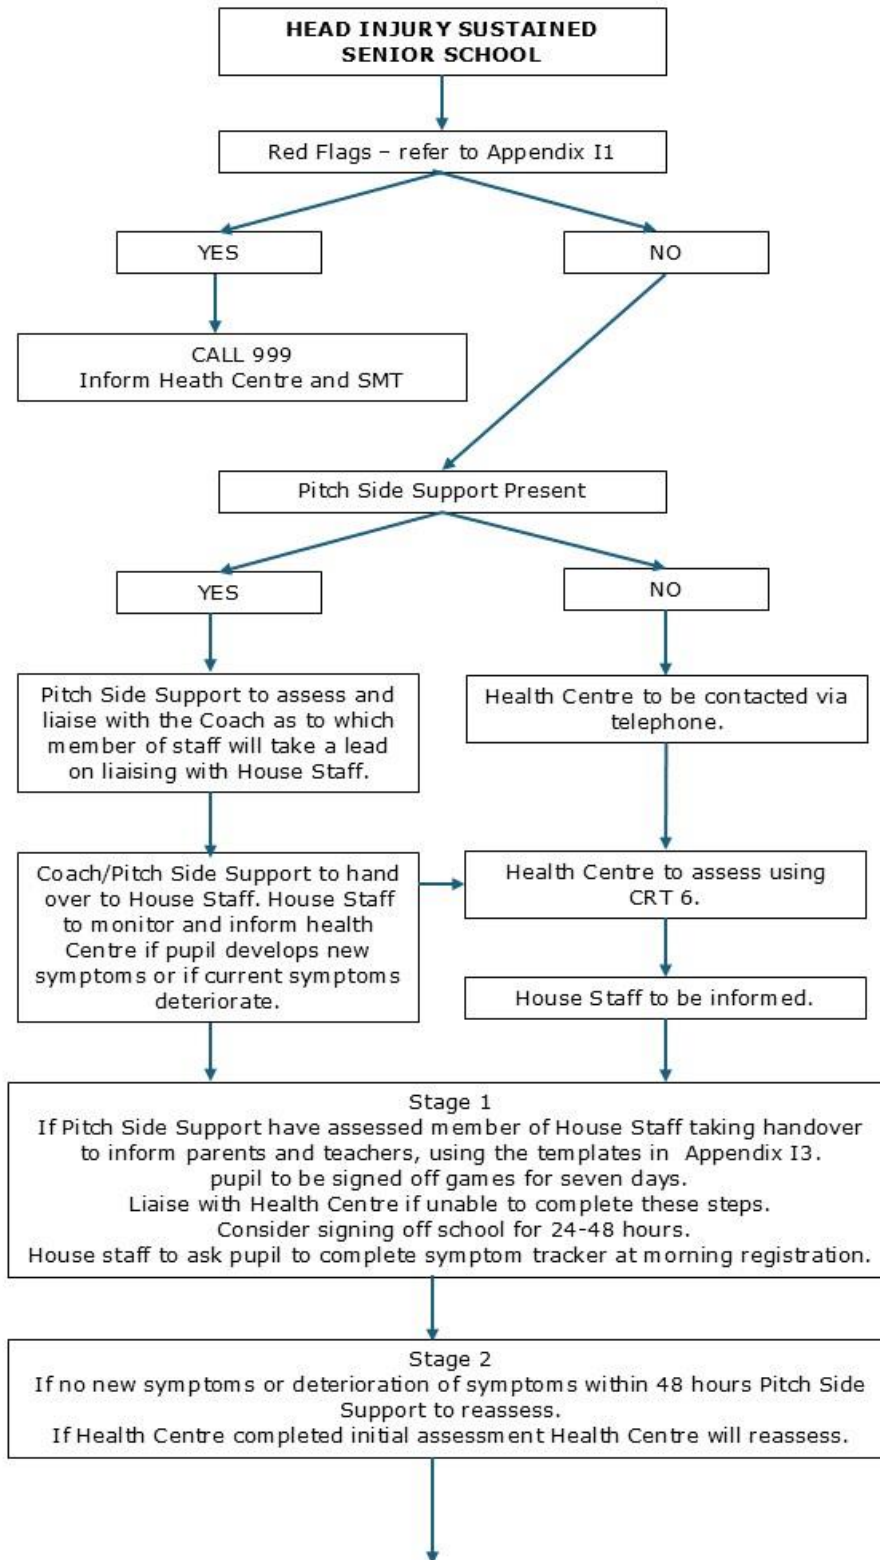 HEAD INJURY SUSTAINED
SENIOR SCHOOL
Red Flags – refer to Appendix I1
YES
NO
CALL 999
Inform Heath Centre and SMT
Pitch Side Support Present
YES
NO
Pitch Side Support to assess and
liaise with the Coach as to which
member of staff will take a lead
on liaising with House Staff.
Health Centre to be contacted via
telephone.
Coach/Pitch Side Support to hand
over to House Staff. House Staff
to monitor and inform health
Centre if pupil develops new
symptoms or if current symptoms
deteriorate.
Health Centre to assess using
CRT 6.
House Staff to be informed.
Stage 1
If Pitch Side Support have assessed member of House Staff taking handover
to inform parents and teachers, using the templates in Appendix I3.
pupil to be signed off games for seven days.
Liaise with Health Centre if unable to complete these steps.
Consider signing off school for 24-48 hours.
House staff to ask pupil to complete symptom tracker at morning registration.
Stage 2
If no new symptoms or deterioration of symptoms within 48 hours Pitch Side
Support to reassess.
If Health Centre completed initial assessment Health Centre will reassess.